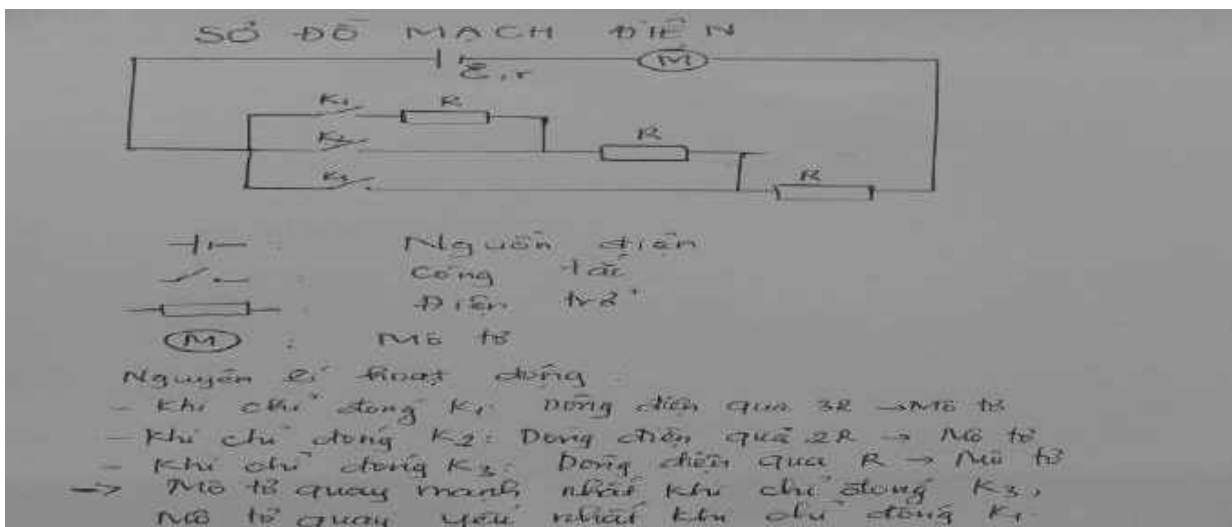 SƠ ĐỒ MẠCH ĐIỆN
M
ℰ, r
K1 R
K2 R
K3 R
: Nguồn điện
: Công tắc
: Điện trở
M : Mô tơ
Nguyên lí hoạt động
- Khi chỉ đóng K1: Dòng điện qua 3R → Mô tơ
- Khi chỉ đóng K2: Dòng điện qua 2R → Mô tơ
- Khi chỉ đóng K3: Dòng điện qua R → Mô tơ
→ Mô tơ quay mạnh nhất khi chỉ đóng K3,
Mô tơ quay yếu nhất khi chỉ đóng K1.